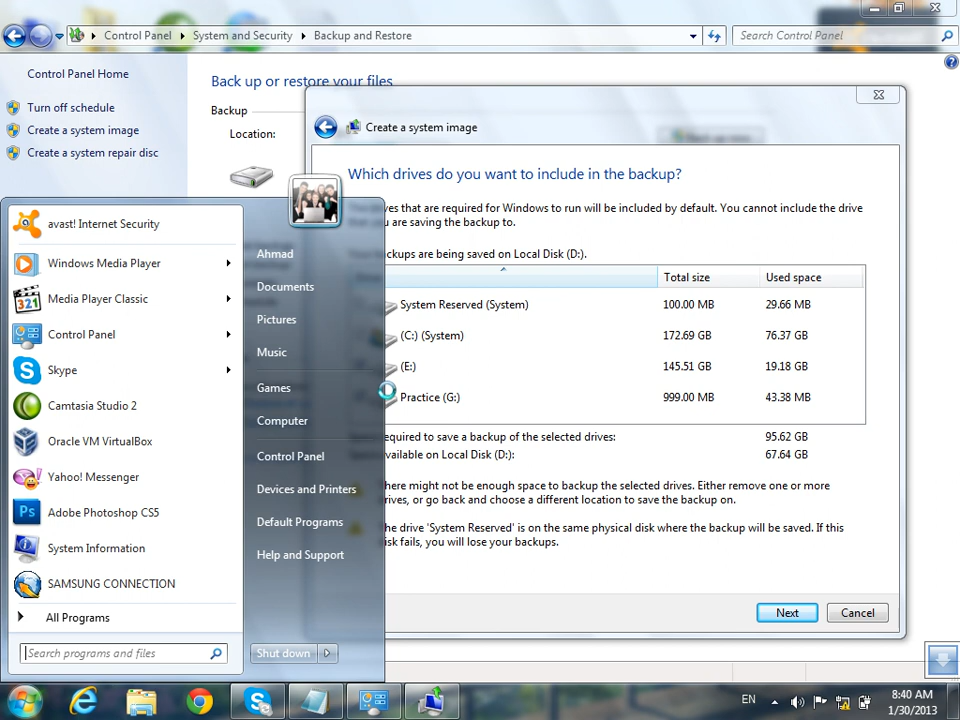 Control Panel
System and Security
Backup and Restore
Search Control Panel
Control Panel Home
Turn off schedule
Create a system image
Create a system repair disc
Back up or restore your files
Backup
Location:
Create a system image
Which drives do you want to include in the backup?
ves that are required for Windows to run will be included by default. You cannot include the drive
are saving the backup to.
ckups are being saved on Local Disk (D:).
Total size
Used space
System Reserved (System)
100.00 MB
29.66 MB
(C:) (System)
172.69 GB
76.37 GB
(E:)
145.51 GB
19.18 GB
Practice (G:)
999.00 MB
43.38 MB
equired to save a backup of the selected drives:
95.62 GB
vailable on Local Disk (D:):
67.64 GB
here might not be enough space to backup the selected drives. Either remove one or more
rives, or go back and choose a different location to save the backup on.
he drive 'System Reserved' is on the same physical disk where the backup will be saved. If this
isk fails, you will lose your backups.
Next
Cancel
avast! Internet Security
Windows Media Player
Media Player Classic
Control Panel
Skype
Camtasia Studio 2
Oracle VM VirtualBox
Yahoo! Messenger
Adobe Photoshop CS5
System Information
SAMSUNG CONNECTION
All Programs
Search programs and files
Ahmad
Documents
Pictures
Music
Games
Computer
Control Panel
Devices and Printers
Default Programs
Help and Support
Shut down
EN
8:40 AM
1/30/2013